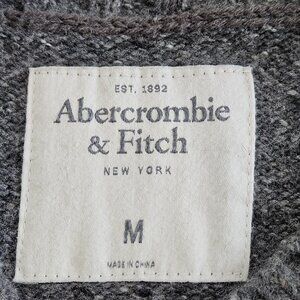 EST. 1892
Abercrombie
& Fitch
NEW YORK
M
MADE IN CHINA